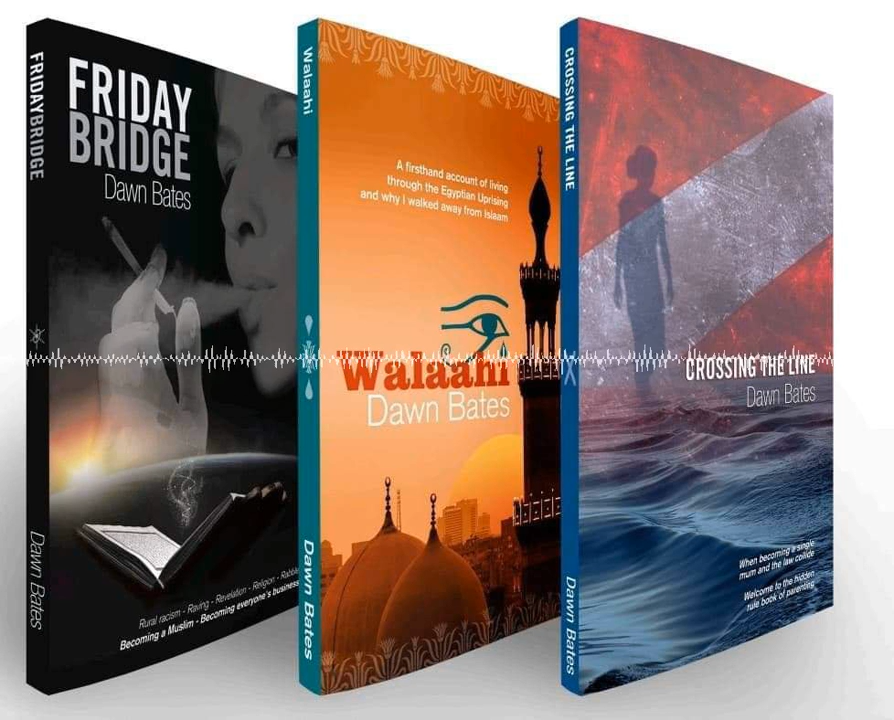 FRIDAYBRIDGE
Dawn Bates
FRIDAY
BRIDGE
Dawn Bates
Rural racism - Raving - Revelation - Religion -
Becoming a Muslim - Becoming everyone's business
Walaahi
Dawn Bates
A firsthand account of living
through the Egyptian Uprising
and why I walked away from Islaam
Walaahi
Dawn Bates
CROSSING THE LINE
Dawn Bates
CROSSING THE LINE
Dawn Bates
When becoming a single
mum and the law collide
Welcome to the hidden
rule book of parenting